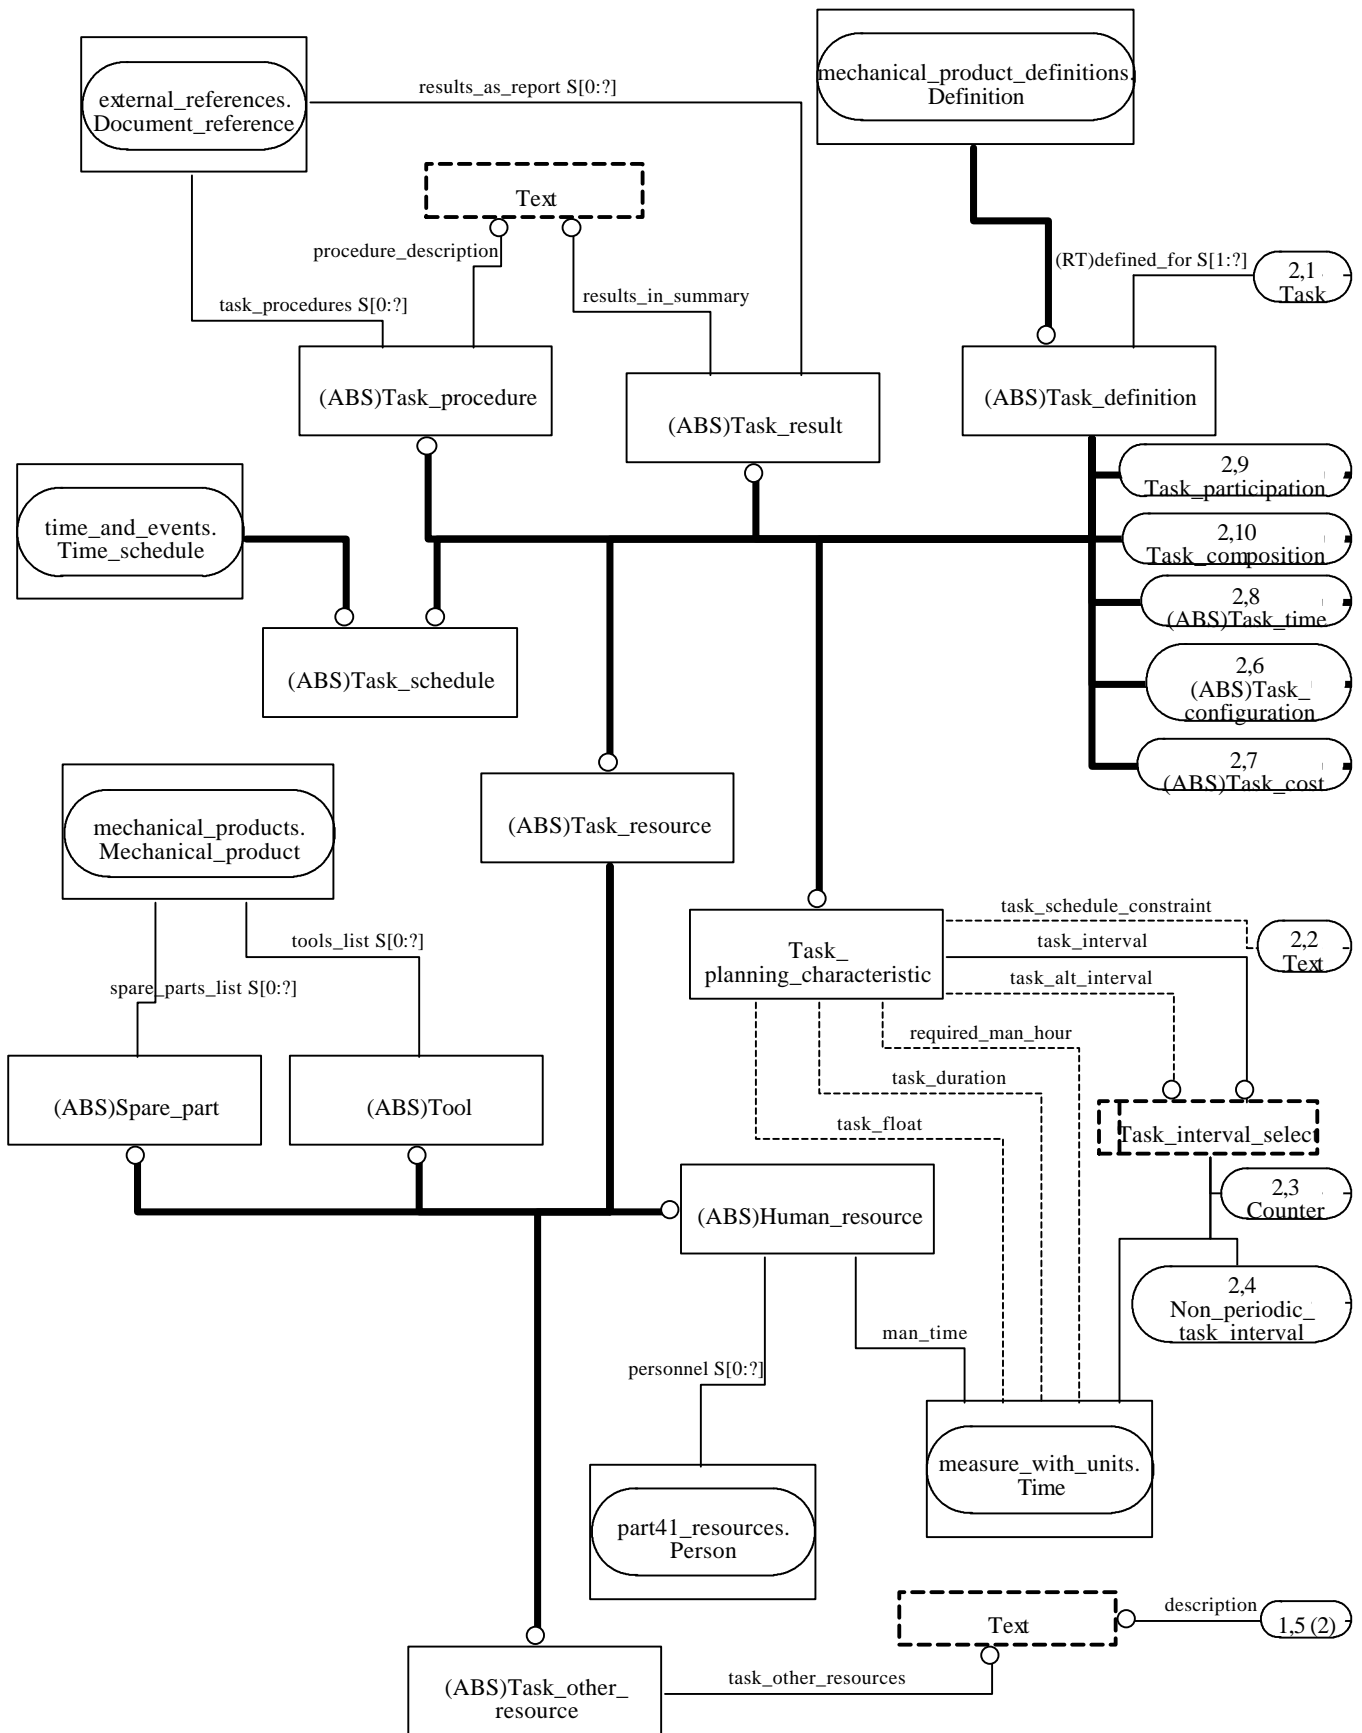 mechanical_product_definitions.
Definition
external_references.
Document_reference
results_as_report S[0:?]
Text
procedure_description
(RT)defined_for S[1:?]
2,1
Task
task_procedures S[0:?]
results_in_summary
(ABS)Task_procedure
(ABS)Task_result
(ABS)Task_definition
2,9
Task_participation
time_and_events.
Time_schedule
2,10
Task_composition
2,8
(ABS)Task_time
(ABS)Task_schedule
2,6
(ABS)Task_
configuration
2,7
(ABS)Task_cost
mechanical_products.
Mechanical_product
(ABS)Task_resource
tools_list S[0:?]
spare_parts_list S[0:?]
Task_
planning_characteristic
task_schedule_constraint
task_interval
task_alt_interval
2,2
Text
required_man_hour
task_duration
task_float
(ABS)Spare_part
(ABS)Tool
Task_interval_select
2,3
Counter
(ABS)Human_resource
2,4
Non_periodic_
task_interval
man_time
personnel S[0:?]
measure_with_units.
Time
part41_resources.
Person
Text
description
1,5 (2)
(ABS)Task_other_
resource
task_other_resources